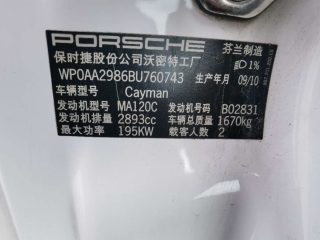 PORSCHE 芬兰制造
保时捷股份公司沃密特工厂 1%
WP0AA2986BU760743 生产年月 09/10
车辆型号 Cayman
发动机型号 MA120C 发动机号码 B02831
发动机排量 2893cc 车辆总质量 1670kg
最大功率 195KW 载客人数 2